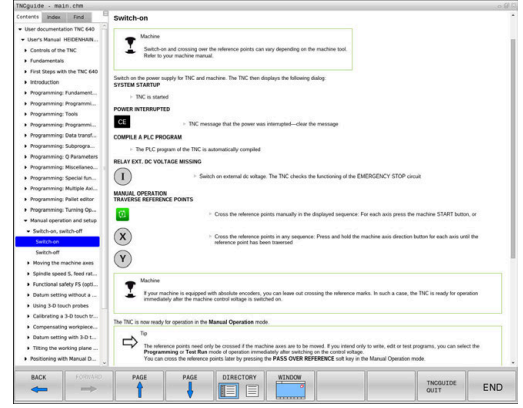 TNCguide - main.chm
Contents Index Find
User documentation TNC 640
User's Manual HEIDENHAIN...
Controls of the TNC
Fundamentals
First Steps with the TNC 640
Introduction
Programming: Fundament...
Programming: Programmi...
Programming: Tools
Programming: Programmi...
Programming: Data transf...
Programming: Subprogra...
Programming: Q Parameters
Programming: Miscellaneo...
Programming: Special fun...
Programming: Multiple Axi...
Programming: Pallet editor
Programming: Turning Op...
Manual operation and setup
Switch-on, switch-off
Switch-on
Switch-off
Moving the machine axes
Spindle speed S, feed rat...
Functional safety FS (opti...
Datum setting without a ...
Using 3-D touch probes
Calibrating a 3-D touch tr...
Compensating workpiece...
Datum setting with 3-D t...
Tilting the working plane ...
Positioning with Manual D...
Switch-on
Machine
Switch-on and crossing over the reference points can vary depending on the machine tool.
Refer to your machine manual.
Switch on the power supply for TNC and machine. The TNC then displays the following dialog:
SYSTEM STARTUP
TNC is started
POWER INTERRUPTED
CE
TNC message that the power was interrupted—clear the message
COMPILE A PLC PROGRAM
The PLC program of the TNC is automatically compiled
RELAY EXT. DC VOLTAGE MISSING
I
Switch on external dc voltage. The TNC checks the functioning of the EMERGENCY STOP circuit
MANUAL OPERATION
TRAVERSE REFERENCE POINTS
Cross the reference points manually in the displayed sequence: For each axis press the machine START button, or
X
Cross the reference points in any sequence: Press and hold the machine axis direction button for each axis until the
reference point has been traversed
Y
Machine
If your machine is equipped with absolute encoders, you can leave out crossing the reference marks. In such a case, the TNC is ready for operation
immediately after the machine control voltage is switched on.
The TNC is now ready for operation in the Manual Operation mode.
Tip
The reference points need only be crossed if the machine axes are to be moved. If you intend only to write, edit or test programs, you can select the
Programming or Test Run mode of operation immediately after switching on the control voltage.
You can cross the reference points later by pressing the PASS OVER REFERENCE soft key in the Manual Operation mode.
BACK FORWARD PAGE PAGE DIRECTORY WINDOW TNCGUIDE QUIT END